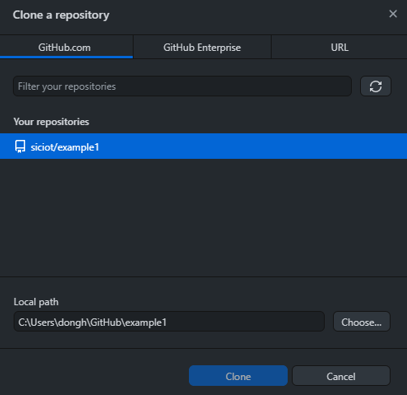 Clone a repository
GitHub.com
GitHub Enterprise
URL
Filter your repositories
Your repositories
siciot/example1
Local path
C:\Users\dongh\GitHub\example1
Choose...
Clone
Cancel